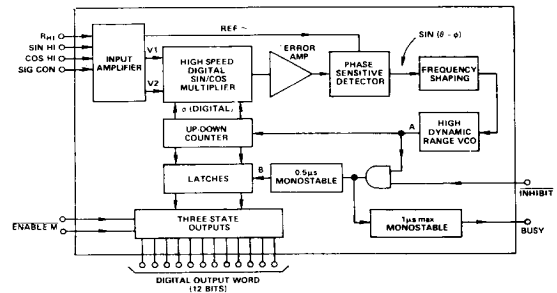 R HI
SIN HI
COS HI
SIG CON
INPUT
AMPLIFIER
V1
V2
REF ~
HIGH SPEED
DIGITAL
SIN/COS
MULTIPLIER
ERROR
AMP
PHASE
SENSITIVE
DETECTOR
SIN (θ - φ)
FREQUENCY
SHAPING
φ (DIGITAL)
UP-DOWN
COUNTER
A
HIGH
DYNAMIC
RANGE VCO
LATCHES
B
0.5μs
MONOSTABLE
INHIBIT
ENABLE M
THREE STATE
OUTPUTS
1μs max
MONOSTABLE
BUSY
DIGITAL OUTPUT WORD
(12 BITS)